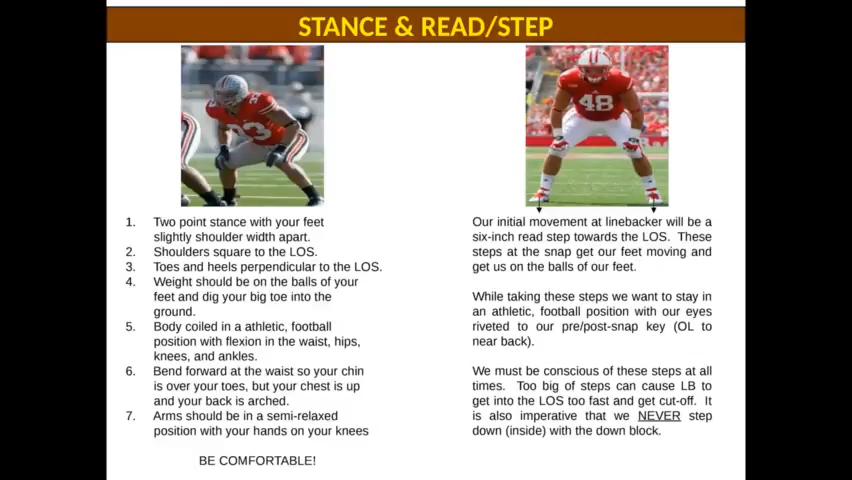 STANCE & READ/STEP
33
48
1. Two point stance with your feet
slightly shoulder width apart.
2. Shoulders square to the LOS.
3. Toes and heels perpendicular to the LOS.
4. Weight should be on the balls of your
feet and dig your big toe into the
ground.
5. Body coiled in a athletic, football
position with flexion in the waist, hips,
knees, and ankles.
6. Bend forward at the waist so your chin
is over your toes, but your chest is up
and your back is arched.
7. Arms should be in a semi-relaxed
position with your hands on your knees
BE COMFORTABLE!
Our initial movement at linebacker will be a
six-inch read step towards the LOS. These
steps at the snap get our feet moving and
get us on the balls of our feet.
While taking these steps we want to stay in
an athletic, football position with our eyes
riveted to our pre/post-snap key (OL to
near back).
We must be conscious of these steps at all
times. Too big of steps can cause LB to
get into the LOS too fast and get cut-off. It
is also imperative that we NEVER step
down (inside) with the down block.